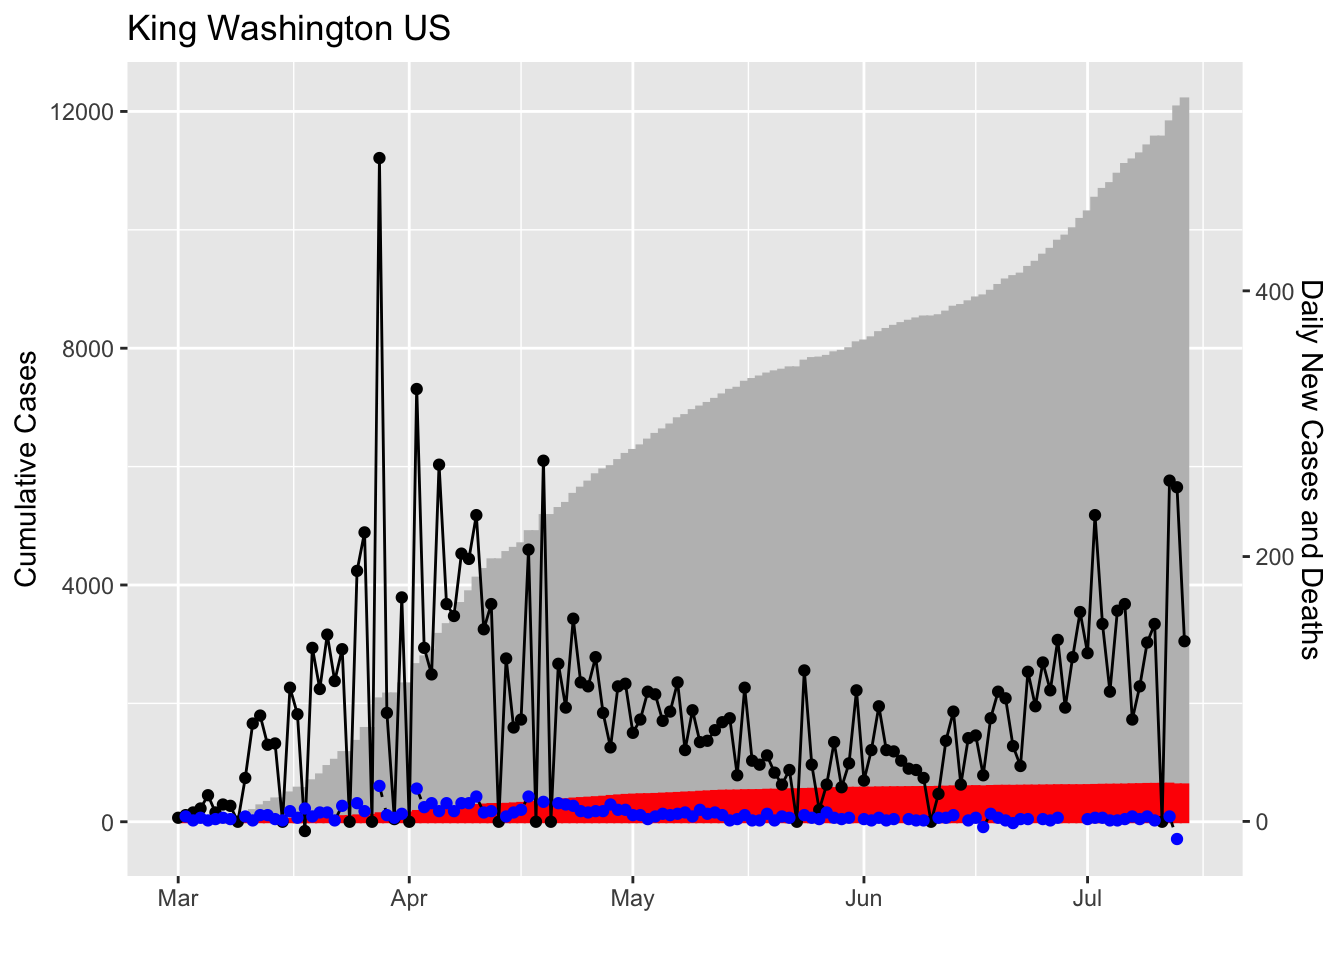 King Washington US
12000
8000
4000
0
Cumulative Cases
400
200
0
Daily New Cases and Deaths
Mar
Apr
May
Jun
Jul